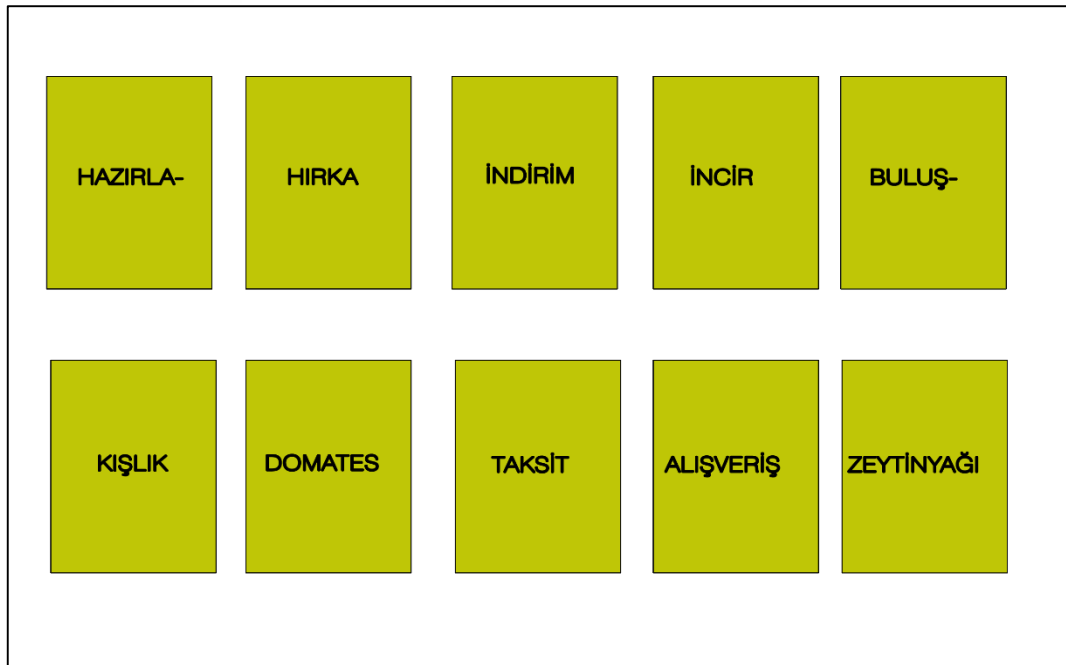 HAZIRLA-
HIRKA
İNDİRİM
İNCİR
BULUŞ-
KIŞLIK
DOMATES
TAKSİT
ALIŞVERİŞ
ZEYTİNYAĞI